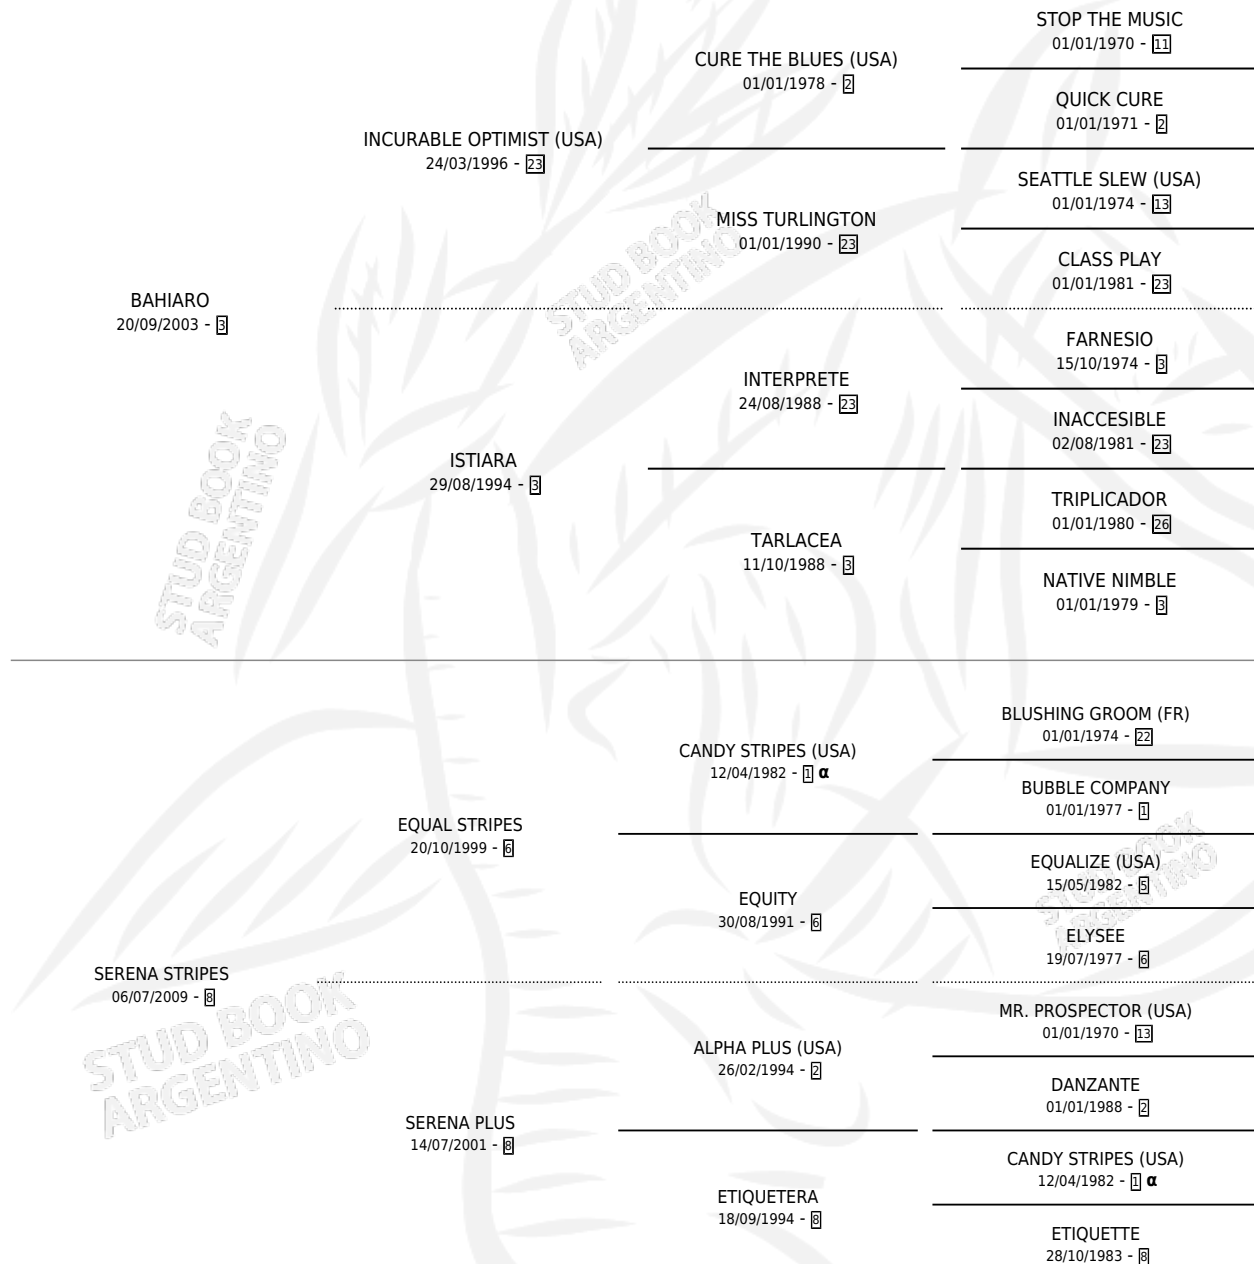 STOP THE MUSIC
01/01/1970 - 11
CURE THE BLUES (USA)
01/01/1978 - 2
QUICK CURE
01/01/1971 - 2
INCURABLE OPTIMIST (USA)
24/03/1996 - 23
SEATTLE SLEW (USA)
01/01/1974 - 13
MISS TURLINGTON
01/01/1990 - 23
CLASS PLAY
01/01/1981 - 23
BAHIARO
20/09/2003 - 3
FARNESIO
15/10/1974 - 3
INTERPRETE
24/08/1988 - 23
INACCESIBLE
02/08/1981 - 23
ISTIARA
29/08/1994 - 3
TRIPLICADOR
01/01/1980 - 26
TARLACEA
11/10/1988 - 3
NATIVE NIMBLE
01/01/1979 - 3
BLUSHING GROOM (FR)
01/01/1974 - 22
CANDY STRIPES (USA)
12/04/1982 - 1 α
BUBBLE COMPANY
01/01/1977 - 1
EQUAL STRIPES
20/10/1999 - 6
EQUALIZE (USA)
15/05/1982 - 5
EQUITY
30/08/1991 - 6
ELYSEE
19/07/1977 - 6
SERENA STRIPES
06/07/2009 - 8
MR. PROSPECTOR (USA)
01/01/1970 - 13
ALPHA PLUS (USA)
26/02/1994 - 2
DANZANTE
01/01/1988 - 2
SERENA PLUS
14/07/2001 - 8
CANDY STRIPES (USA)
12/04/1982 - 1 α
ETIQUETERA
18/09/1994 - 8
ETIQUETTE
28/10/1983 - 8
STUD BOOK
ARGENTINO
STUD BOOK
ARGENTINO
STUD BOOK
ARGENTINO
STUD BOOK
ARGENTINO